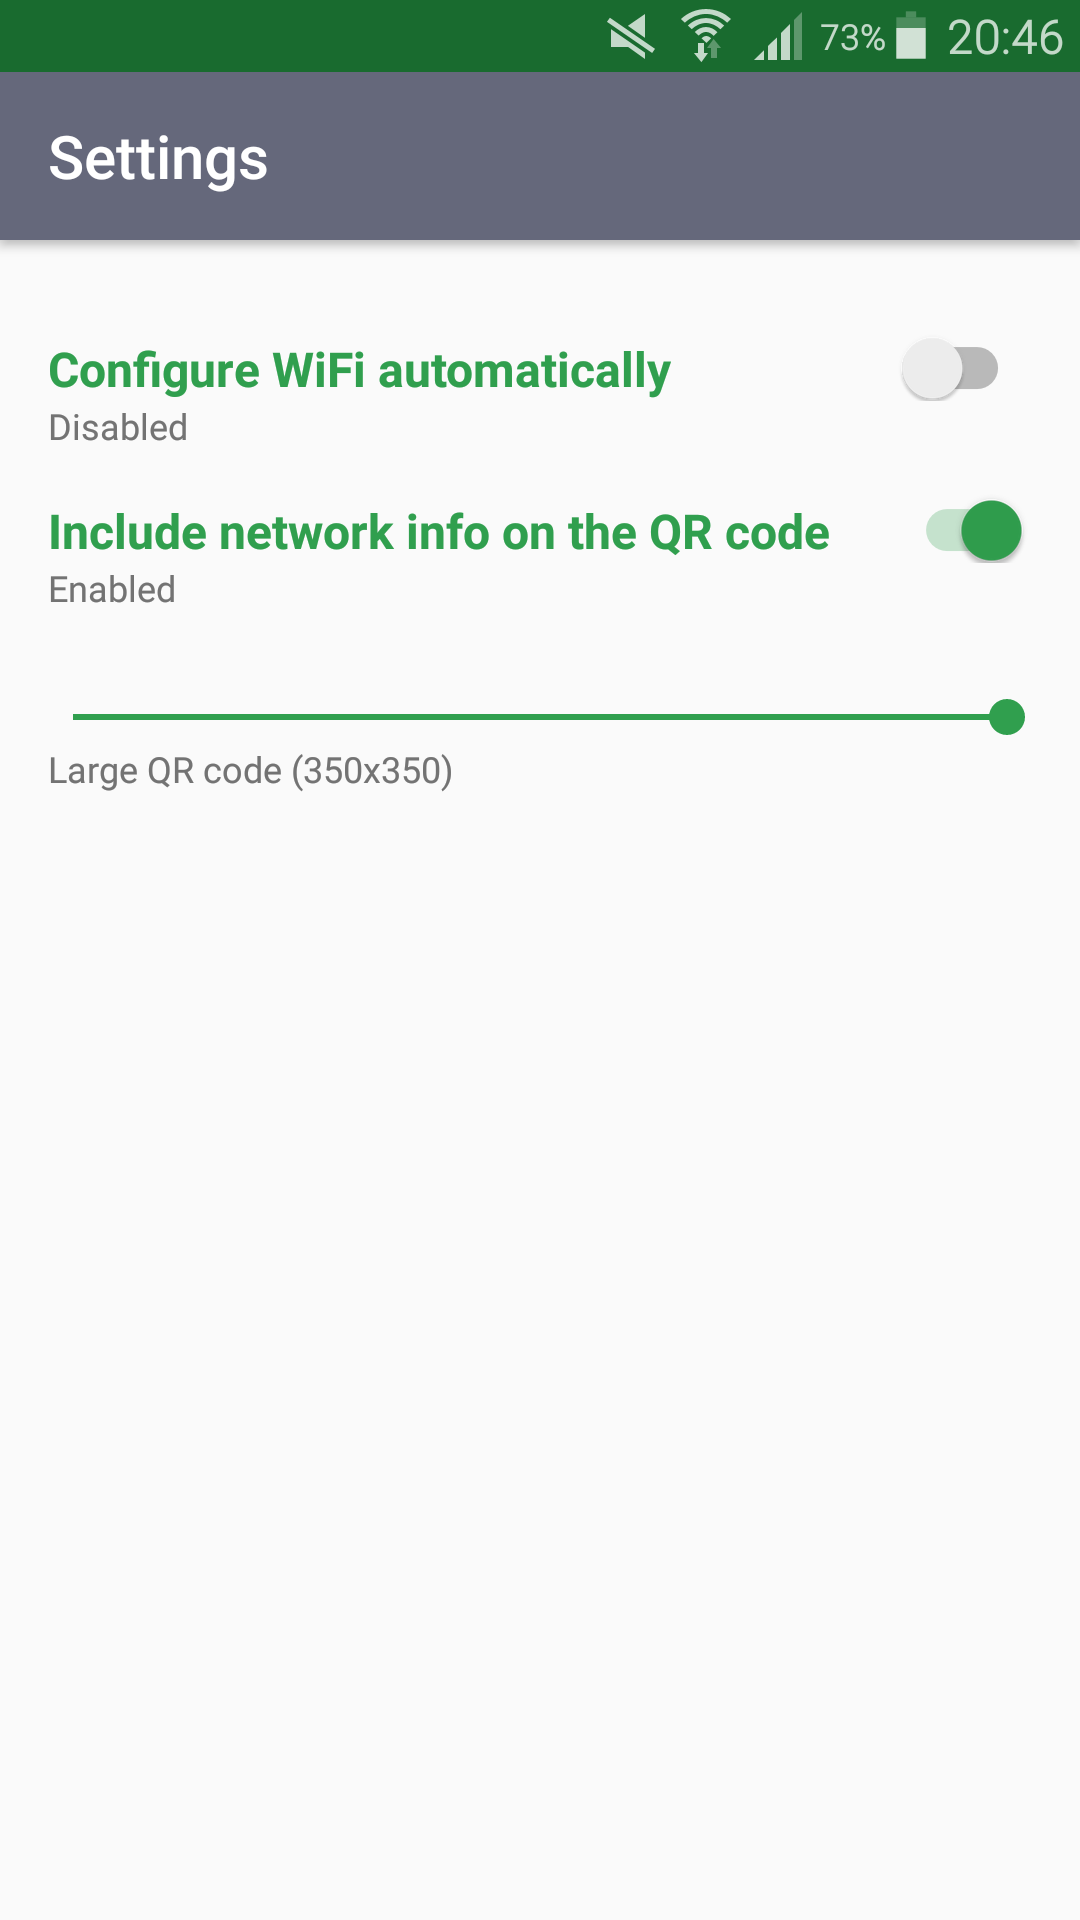 73% 20:46
Settings
Configure WiFi automatically
Disabled
Include network info on the QR code
Enabled
Large QR code (350x350)